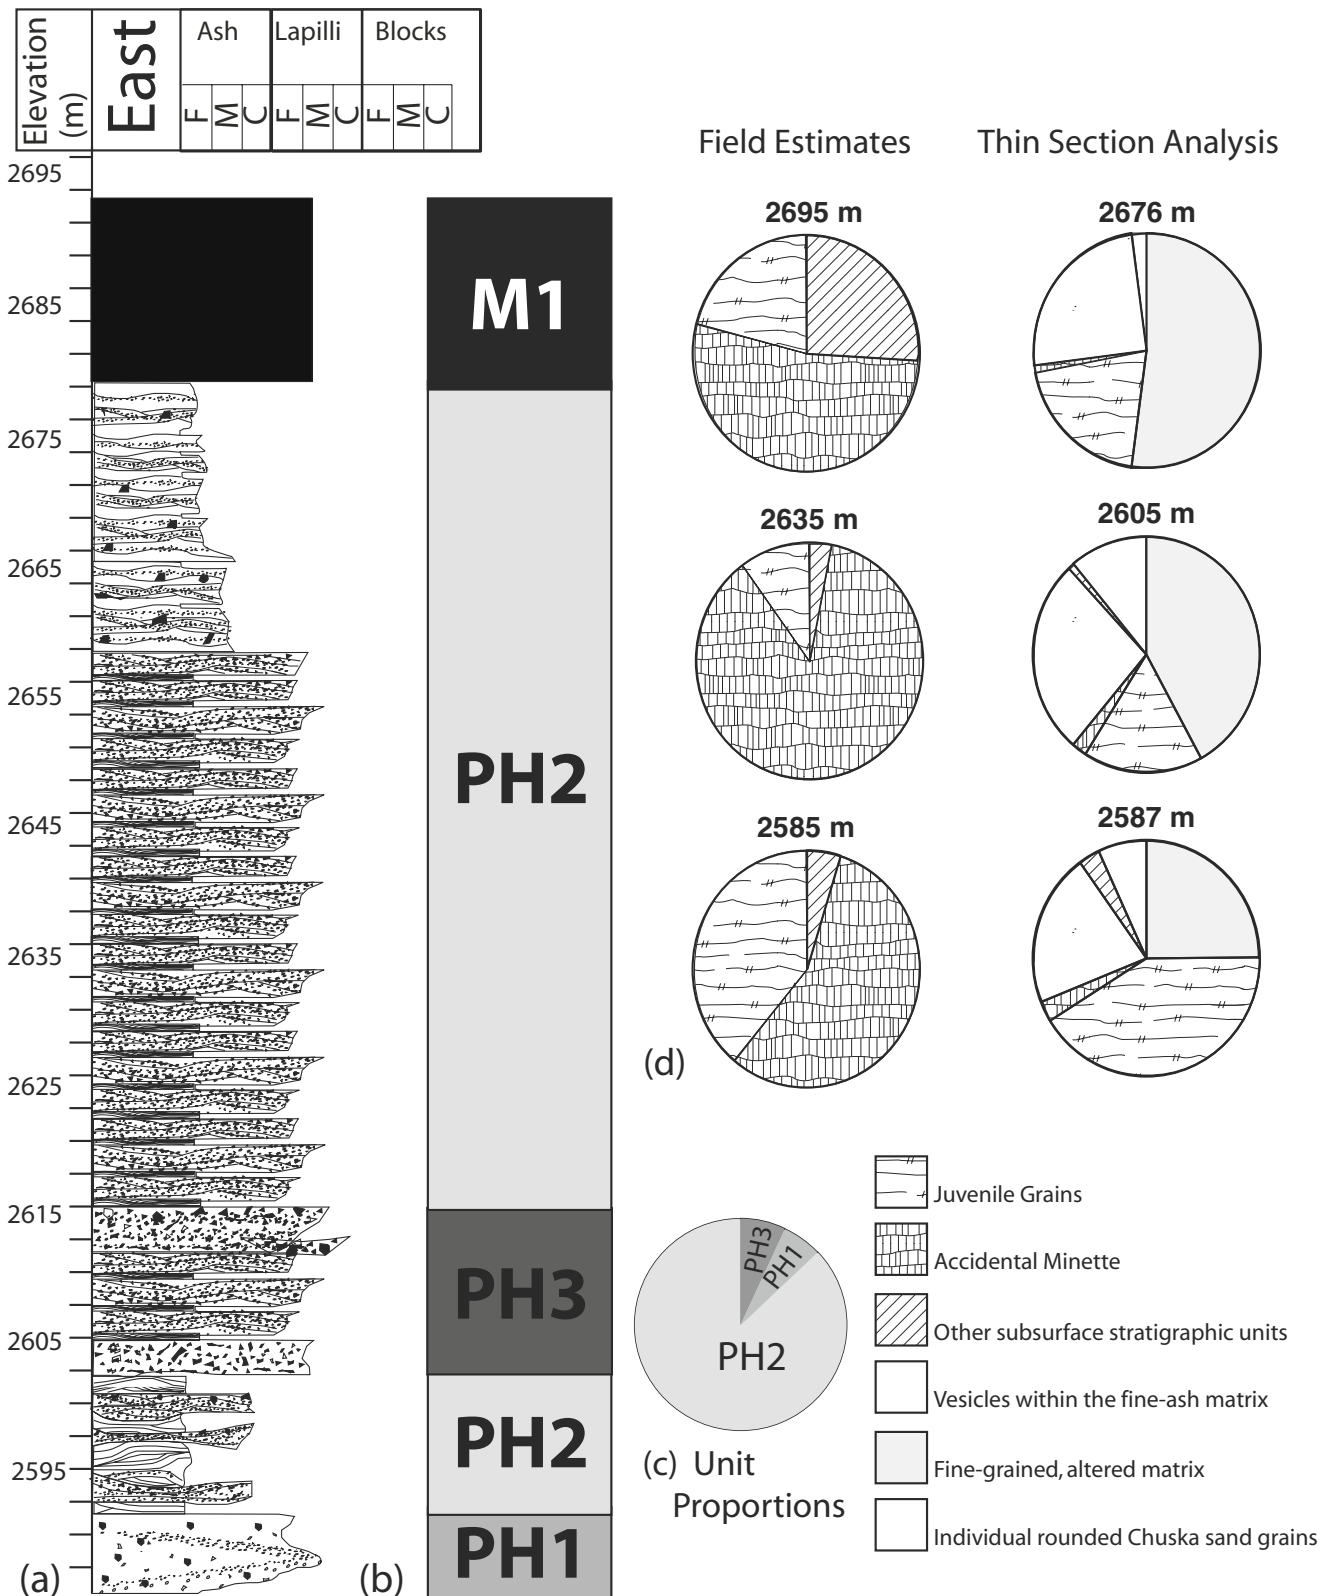 Elevation
(m)
East
Ash
Lapilli
Blocks
F
M
C
F
M
C
F
M
C
2695
2685
2675
2665
2655
2645
2635
2625
2615
2605
2595
(a)
M1
PH2
PH3
PH2
PH1
(b)
PH3
PH1
PH2
(c) Unit
Proportions
Field Estimates
Thin Section Analysis
2695 m
2676 m
2635 m
2605 m
2585 m
2587 m
(d)
Juvenile Grains
Accidental Minette
Other subsurface stratigraphic units
Vesicles within the fine-ash matrix
Fine-grained, altered matrix
Individual rounded Chuska sand grains